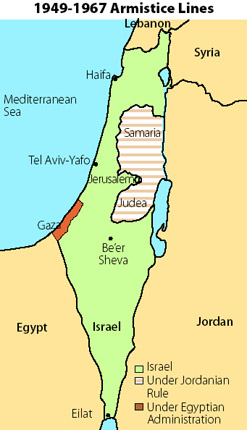 1949-1967 Armistice Lines
Lebanon
Syria
Haifa
Mediterranean
Sea
Samaria
Tel Aviv-Yafo
Jerusalem
Judea
Gaza
Be'er
Sheva
Egypt
Israel
Jordan
Israel
Under Jordanian
Rule
Under Egyptian
Administration
Eilat